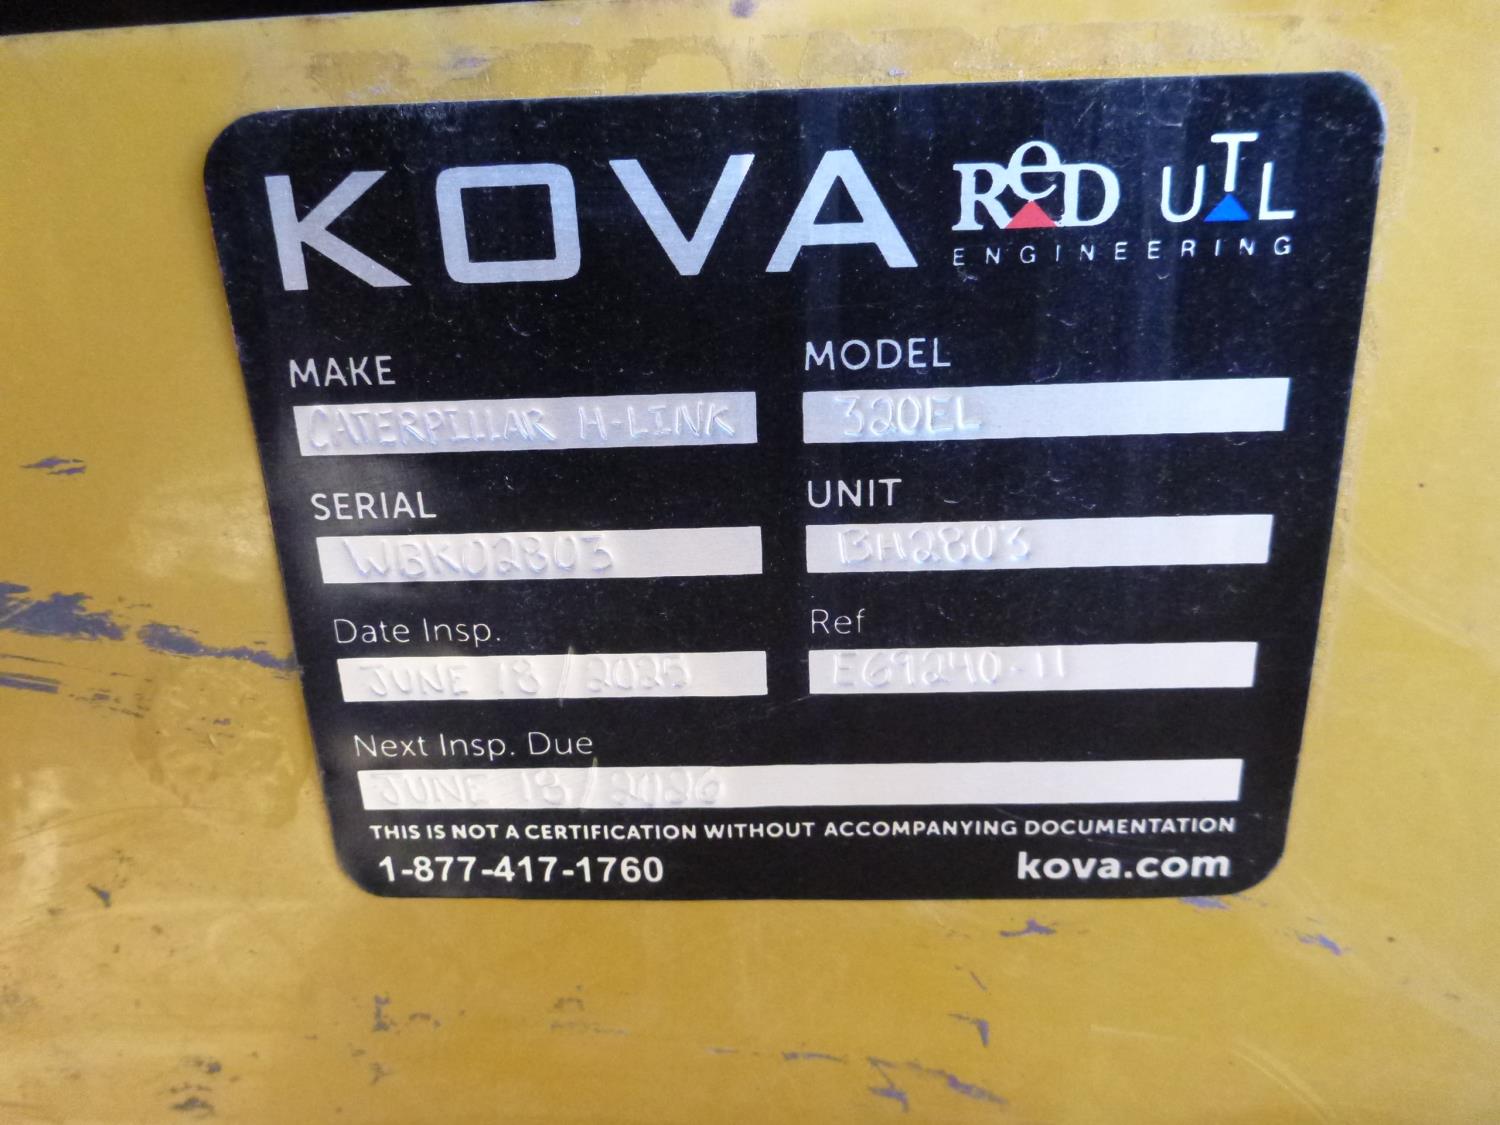 KOVA ReD UTL
ENGINEERING
MAKE MODEL
CATERPILLAR H-LINK 320EL
SERIAL UNIT
WBK02803 BH2803
Date Insp. Ref
JUNE 18/2025 E69240-11
Next Insp. Due
JUNE 18/2026
THIS IS NOT A CERTIFICATION WITHOUT ACCOMPANYING DOCUMENTATION
1-877-417-1760 kova.com